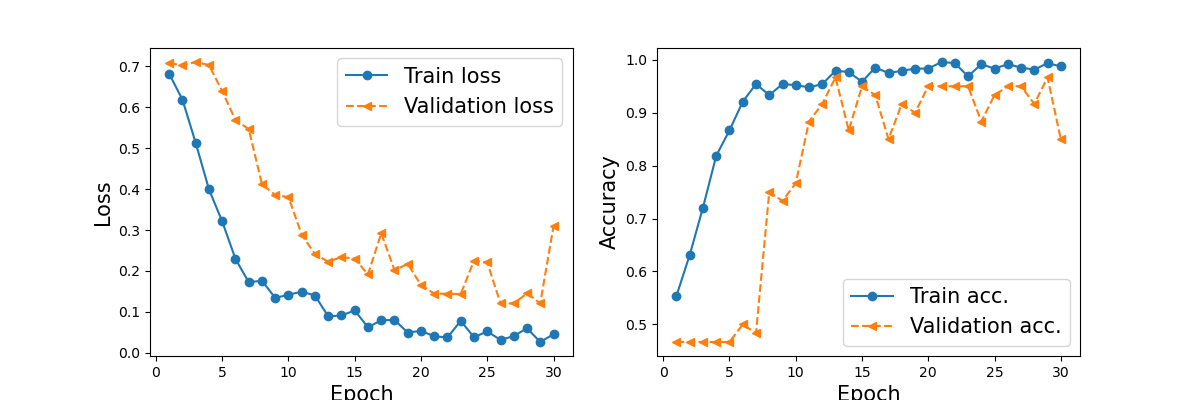 0.7
0.6
0.5
0.4
0.3
0.2
0.1
0.0
Loss
0 5 10 15 20 25 30
Epoch
Train loss
Validation loss
1.0
0.9
0.8
0.7
0.6
0.5
Accuracy
0 5 10 15 20 25 30
Epoch
Train acc.
Validation acc.